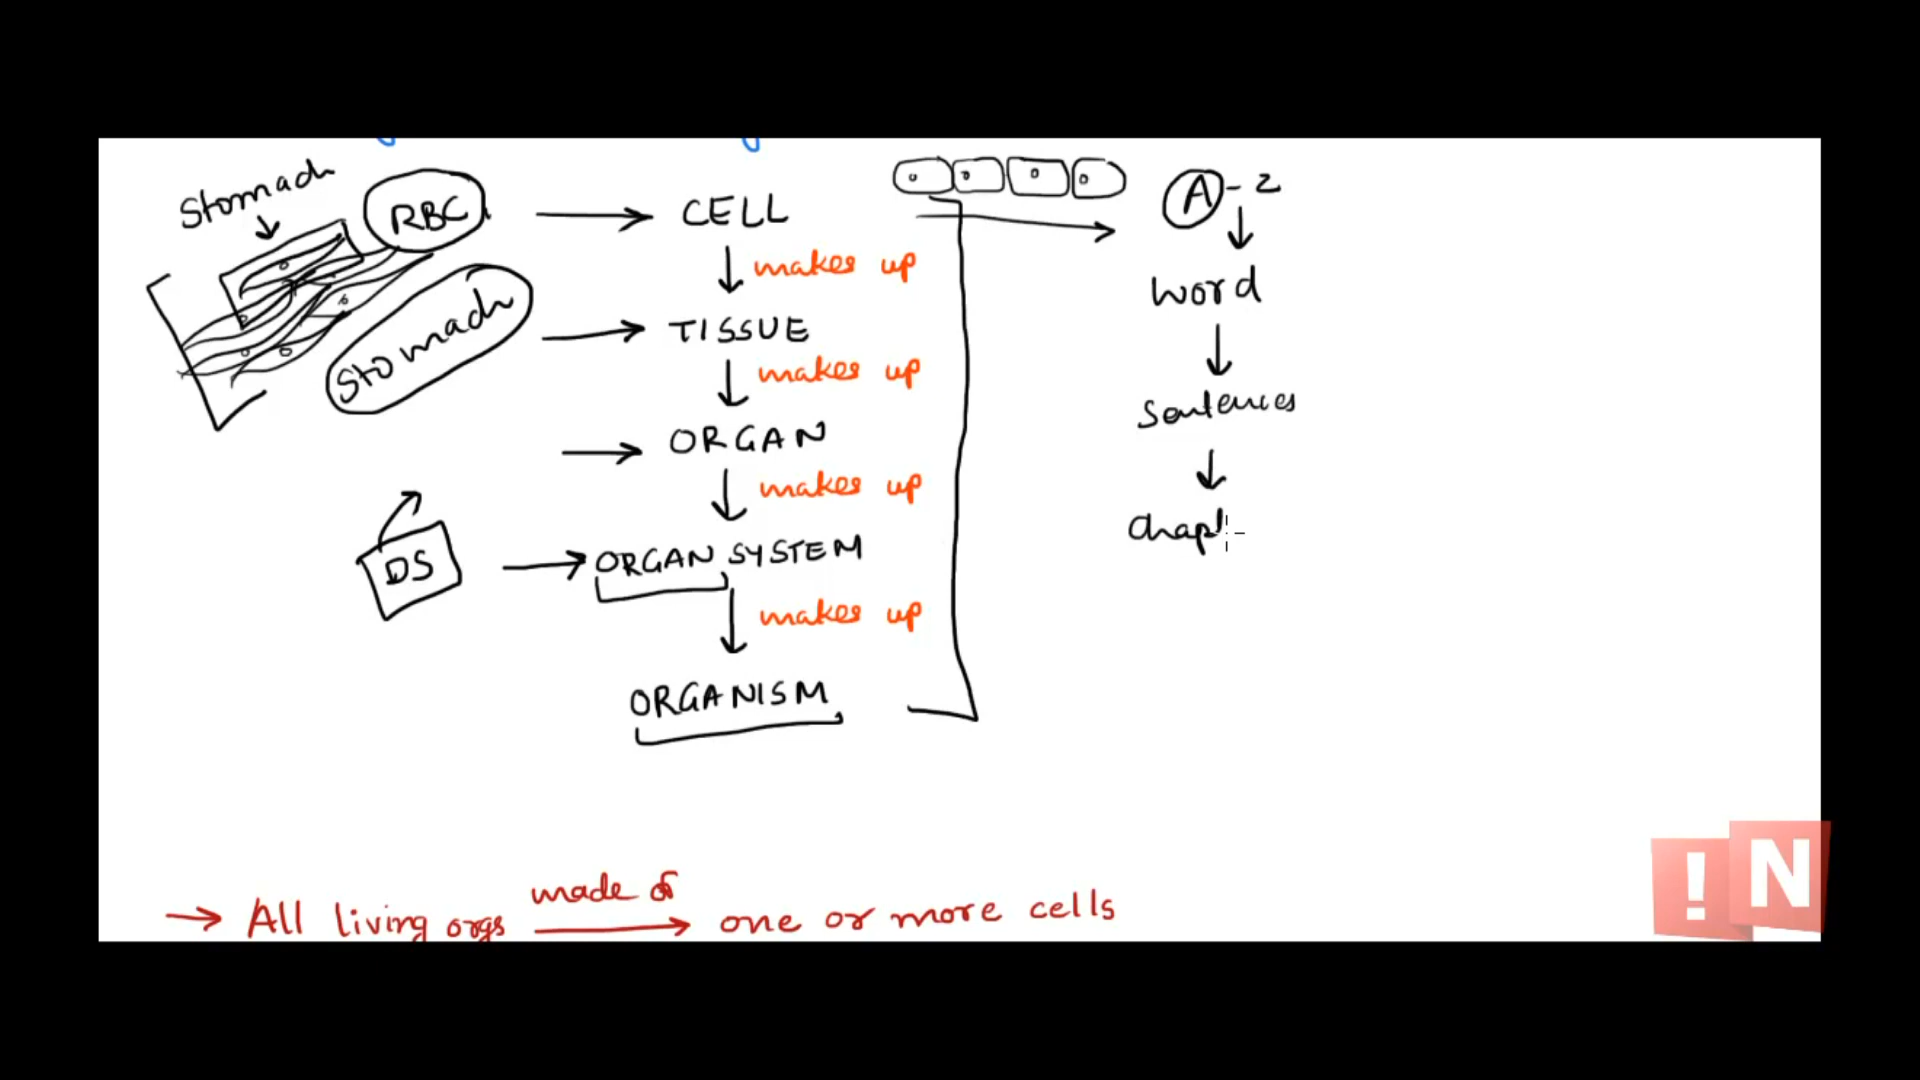 Stomach
RBC
Stomach
DS
CELL
makes up
TISSUE
makes up
ORGAN
makes up
ORGAN SYSTEM
makes up
ORGANISM
A - Z
word
Sentences
Chapt
→ All living orgs made of → one or more cells
!N